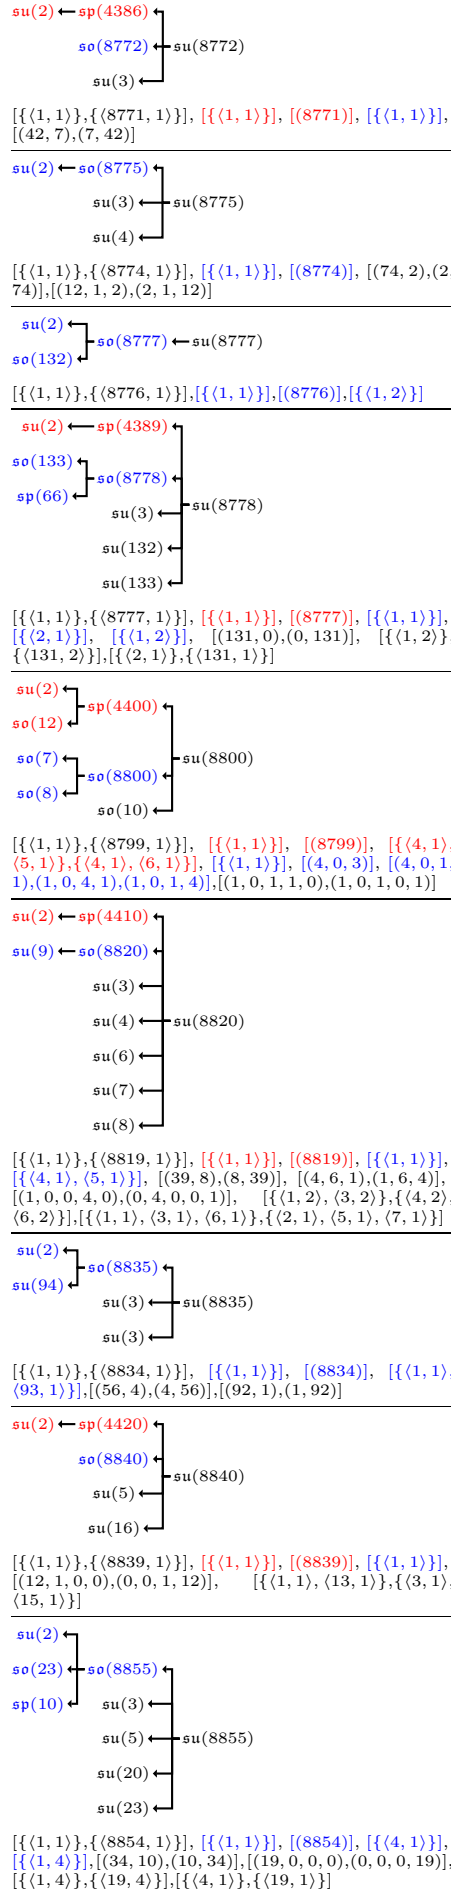 𝔰𝔲(2) 𝔰𝔭(4386)
𝔰𝔬(8772) 𝔰𝔲(8772)
𝔰𝔲(3)
[{⟨1, 1⟩},{⟨8771, 1⟩}], [{⟨1, 1⟩}], [(8771)], [{⟨1, 1⟩}],
[(42, 7),(7, 42)]
𝔰𝔲(2) 𝔰𝔬(8775)
𝔰𝔲(3) 𝔰𝔲(8775)
𝔰𝔲(4)
[{⟨1, 1⟩},{⟨8774, 1⟩}], [{⟨1, 1⟩}], [(8774)], [(74, 2),(2,
74)],[(12, 1, 2),(2, 1, 12)]
𝔰𝔲(2)
𝔰𝔬(8777) 𝔰𝔲(8777)
𝔰𝔬(132)
[{⟨1, 1⟩},{⟨8776, 1⟩}],[{⟨1, 1⟩}],[(8776)],[{⟨1, 2⟩}]
𝔰𝔲(2) 𝔰𝔭(4389)
𝔰𝔬(133)
𝔰𝔬(8778)
𝔰𝔭(66)
𝔰𝔲(8778)
𝔰𝔲(3)
𝔰𝔲(132)
𝔰𝔲(133)
[{⟨1, 1⟩},{⟨8777, 1⟩}], [{⟨1, 1⟩}], [(8777)], [{⟨1, 1⟩}],
[{⟨2, 1⟩}], [{⟨1, 2⟩}], [(131, 0),(0, 131)], [{⟨1, 2⟩},
{⟨131, 2⟩}],[{⟨2, 1⟩},{⟨131, 1⟩}]
𝔰𝔲(2)
𝔰𝔭(4400)
𝔰𝔬(12)
𝔰𝔬(7) 𝔰𝔲(8800)
𝔰𝔬(8800)
𝔰𝔬(8)
𝔰𝔬(10)
[{⟨1, 1⟩},{⟨8799, 1⟩}], [{⟨1, 1⟩}], [(8799)], [{⟨4, 1⟩,
⟨5, 1⟩},{⟨4, 1⟩, ⟨6, 1⟩}], [{⟨1, 1⟩}], [(4, 0, 3)], [(4, 0, 1,
1),(1, 0, 4, 1),(1, 0, 1, 4)],[(1, 0, 1, 1, 0),(1, 0, 1, 0, 1)]
𝔰𝔲(2) 𝔰𝔭(4410)
𝔰𝔲(9) 𝔰𝔬(8820)
𝔰𝔲(3)
𝔰𝔲(4) 𝔰𝔲(8820)
𝔰𝔲(6)
𝔰𝔲(7)
𝔰𝔲(8)
[{⟨1, 1⟩},{⟨8819, 1⟩}], [{⟨1, 1⟩}], [(8819)], [{⟨1, 1⟩}],
[{⟨4, 1⟩, ⟨5, 1⟩}], [(39, 8),(8, 39)], [(4, 6, 1),(1, 6, 4)],
[(1, 0, 0, 4, 0),(0, 4, 0, 0, 1)], [{⟨1, 2⟩, ⟨3, 2⟩},{⟨4, 2⟩,
⟨6, 2⟩}],[{⟨1, 1⟩, ⟨3, 1⟩, ⟨6, 1⟩},{⟨2, 1⟩, ⟨5, 1⟩, ⟨7, 1⟩}]
𝔰𝔲(2)
𝔰𝔬(8835)
𝔰𝔲(94)
𝔰𝔲(3) 𝔰𝔲(8835)
𝔰𝔲(3)
[{⟨1, 1⟩},{⟨8834, 1⟩}], [{⟨1, 1⟩}], [(8834)], [{⟨1, 1⟩,
⟨93, 1⟩}],[(56, 4),(4, 56)],[(92, 1),(1, 92)]
𝔰𝔲(2) 𝔰𝔭(4420)
𝔰𝔬(8840)
𝔰𝔲(8840)
𝔰𝔲(5)
𝔰𝔲(16)
[{⟨1, 1⟩},{⟨8839, 1⟩}], [{⟨1, 1⟩}], [(8839)], [{⟨1, 1⟩}],
[(12, 1, 0, 0),(0, 0, 1, 12)], [{⟨1, 1⟩, ⟨13, 1⟩},{⟨3, 1⟩,
⟨15, 1⟩}]
𝔰𝔲(2)
𝔰𝔬(23) 𝔰𝔬(8855)
𝔰𝔭(10) 𝔰𝔲(3)
𝔰𝔲(5) 𝔰𝔲(8855)
𝔰𝔲(20)
𝔰𝔲(23)
[{⟨1, 1⟩},{⟨8854, 1⟩}], [{⟨1, 1⟩}], [(8854)], [{⟨4, 1⟩}],
[{⟨1, 4⟩}],[(34, 10),(10, 34)],[(19, 0, 0, 0),(0, 0, 0, 19)],
[{⟨1, 4⟩},{⟨19, 4⟩}],[{⟨4, 1⟩},{⟨19, 1⟩}]